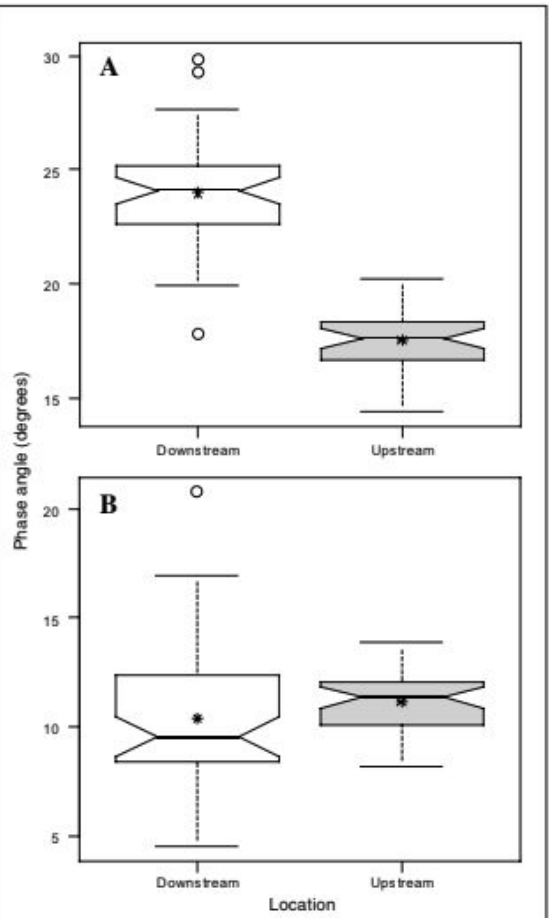 A
30
25
20
15
Downstream
Upstream
Phase angle (degrees)
B
20
15
10
5
Downstream
Upstream
Location